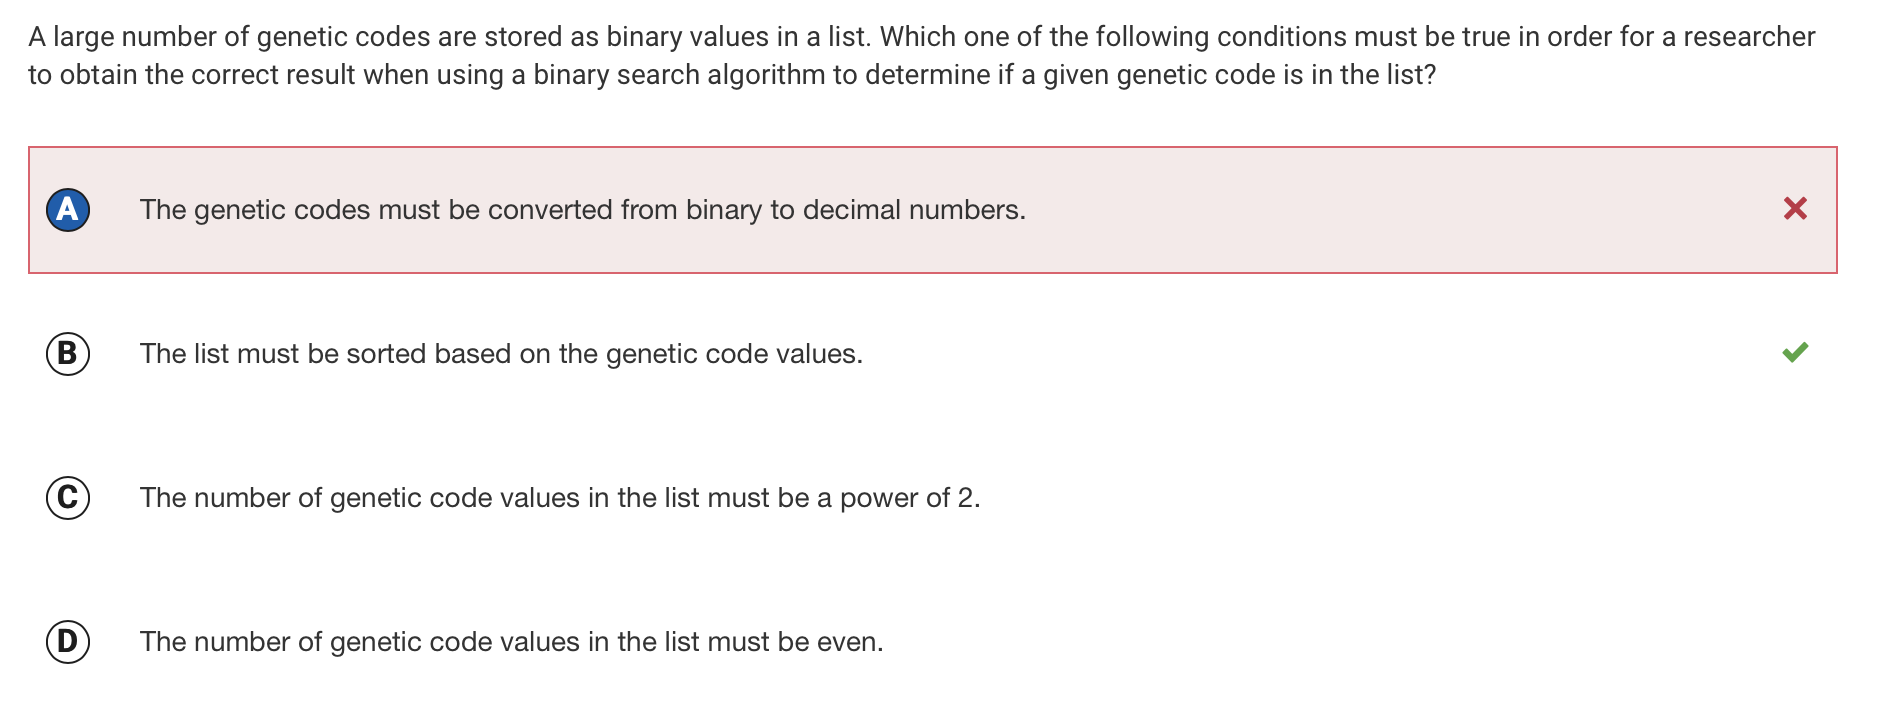 A large number of genetic codes are stored as binary values in a list. Which one of the following conditions must be true in order for a researcher
to obtain the correct result when using a binary search algorithm to determine if a given genetic code is in the list?
A The genetic codes must be converted from binary to decimal numbers.
B The list must be sorted based on the genetic code values.
C The number of genetic code values in the list must be a power of 2.
D The number of genetic code values in the list must be even.